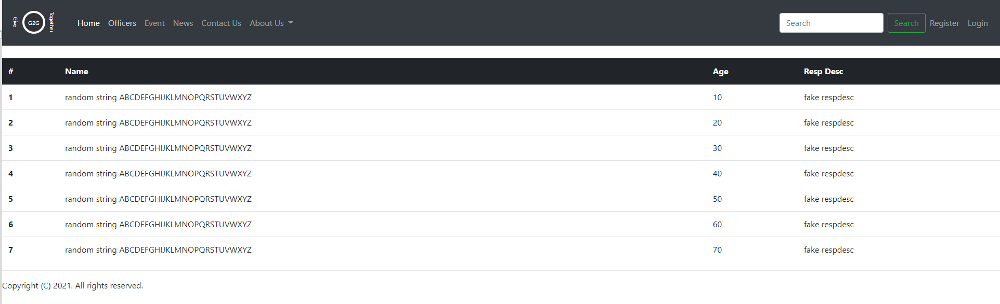 Give G2G Together Home Officers Event News Contact Us About Us Search Search Register Login
# Name Age Resp Desc
1 random string ABCDEFGHIJKLMNOPQRSTUVWXYZ 10 fake respdesc
2 random string ABCDEFGHIJKLMNOPQRSTUVWXYZ 20 fake respdesc
3 random string ABCDEFGHIJKLMNOPQRSTUVWXYZ 30 fake respdesc
4 random string ABCDEFGHIJKLMNOPQRSTUVWXYZ 40 fake respdesc
5 random string ABCDEFGHIJKLMNOPQRSTUVWXYZ 50 fake respdesc
6 random string ABCDEFGHIJKLMNOPQRSTUVWXYZ 60 fake respdesc
7 random string ABCDEFGHIJKLMNOPQRSTUVWXYZ 70 fake respdesc
Copyright (C) 2021. All rights reserved.